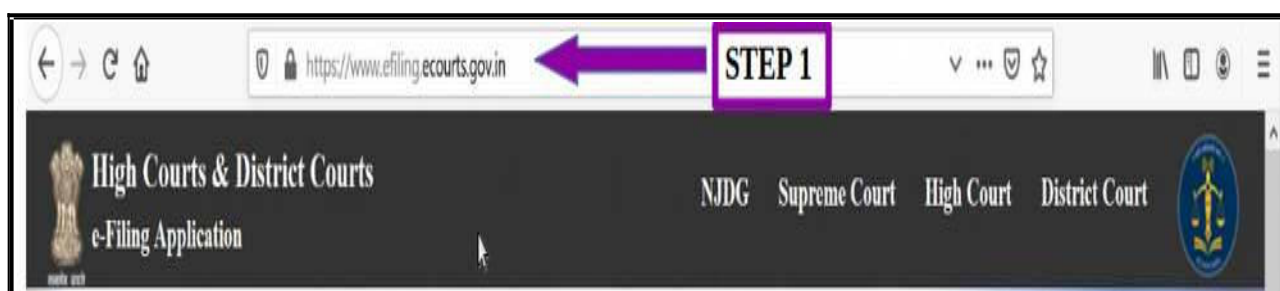 https://www.efiling.ecourts.gov.in STEP 1
High Courts & District Courts
e-Filing Application
NJDG Supreme Court High Court District Court